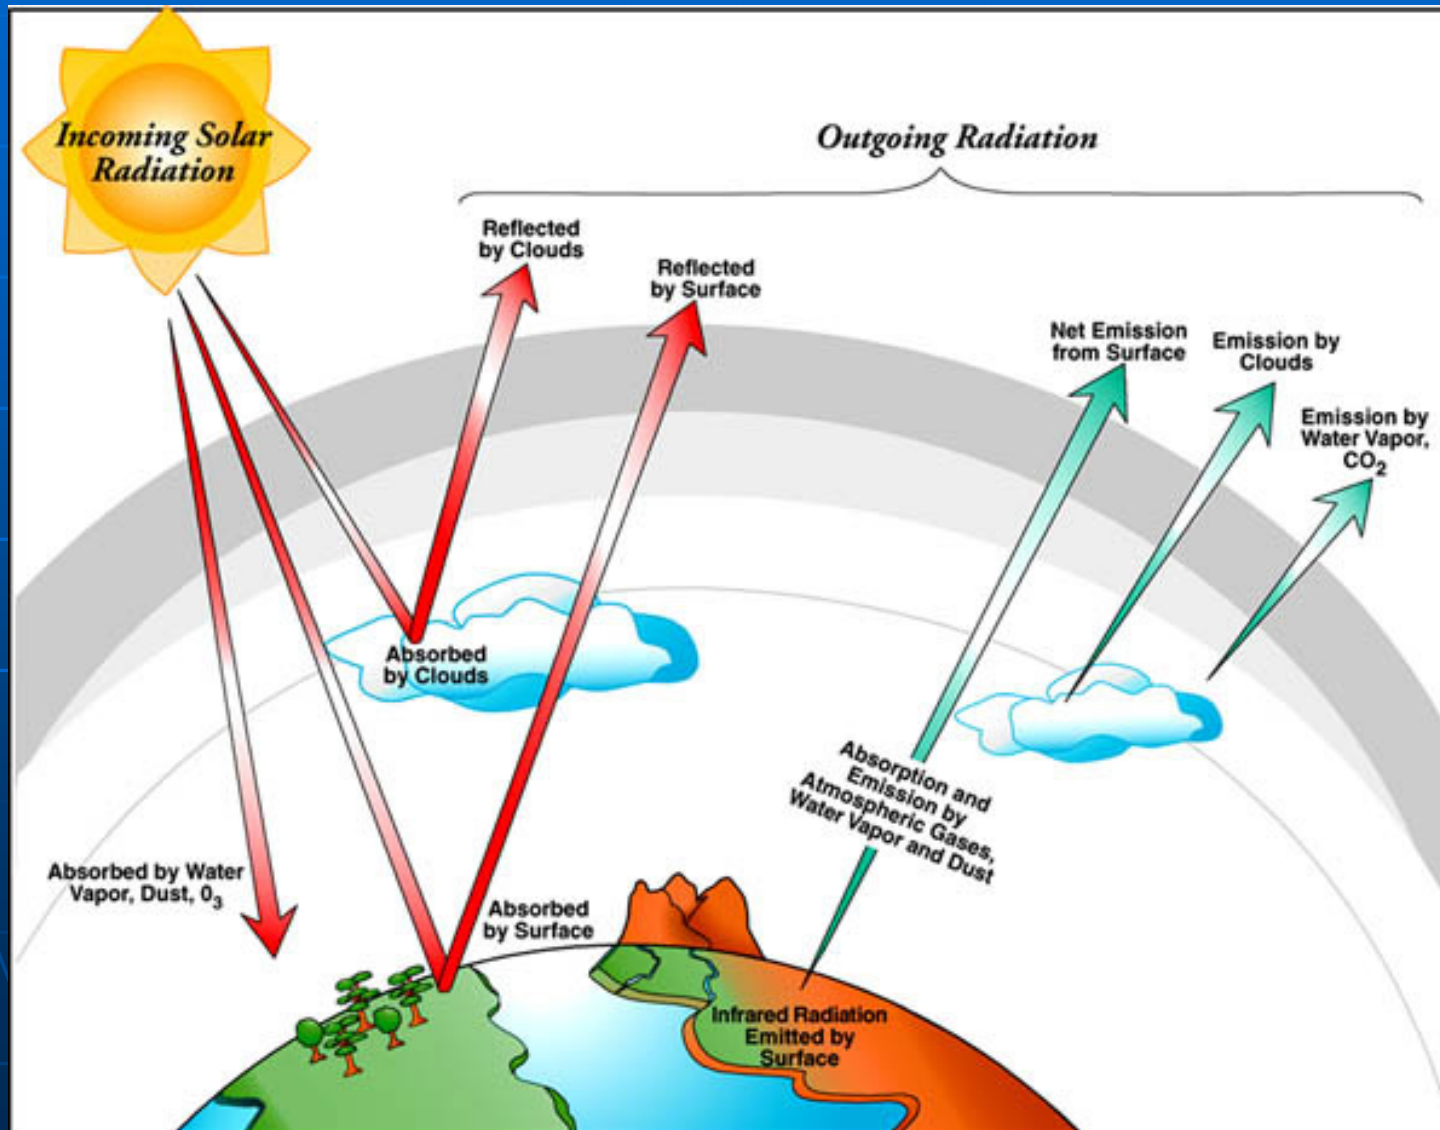 Incoming Solar
Radiation
Outgoing Radiation
Reflected
by Clouds
Reflected
by Surface
Net Emission
from Surface
Emission by
Clouds
Emission by
Water Vapor,
CO2
Absorbed
by Clouds
Absorption and
Emission by
Atmospheric Gases,
Water Vapor and Dust
Absorbed by Water
Vapor, Dust, 03
Absorbed
by Surface
Infrared Radiation
Emitted by
Surface